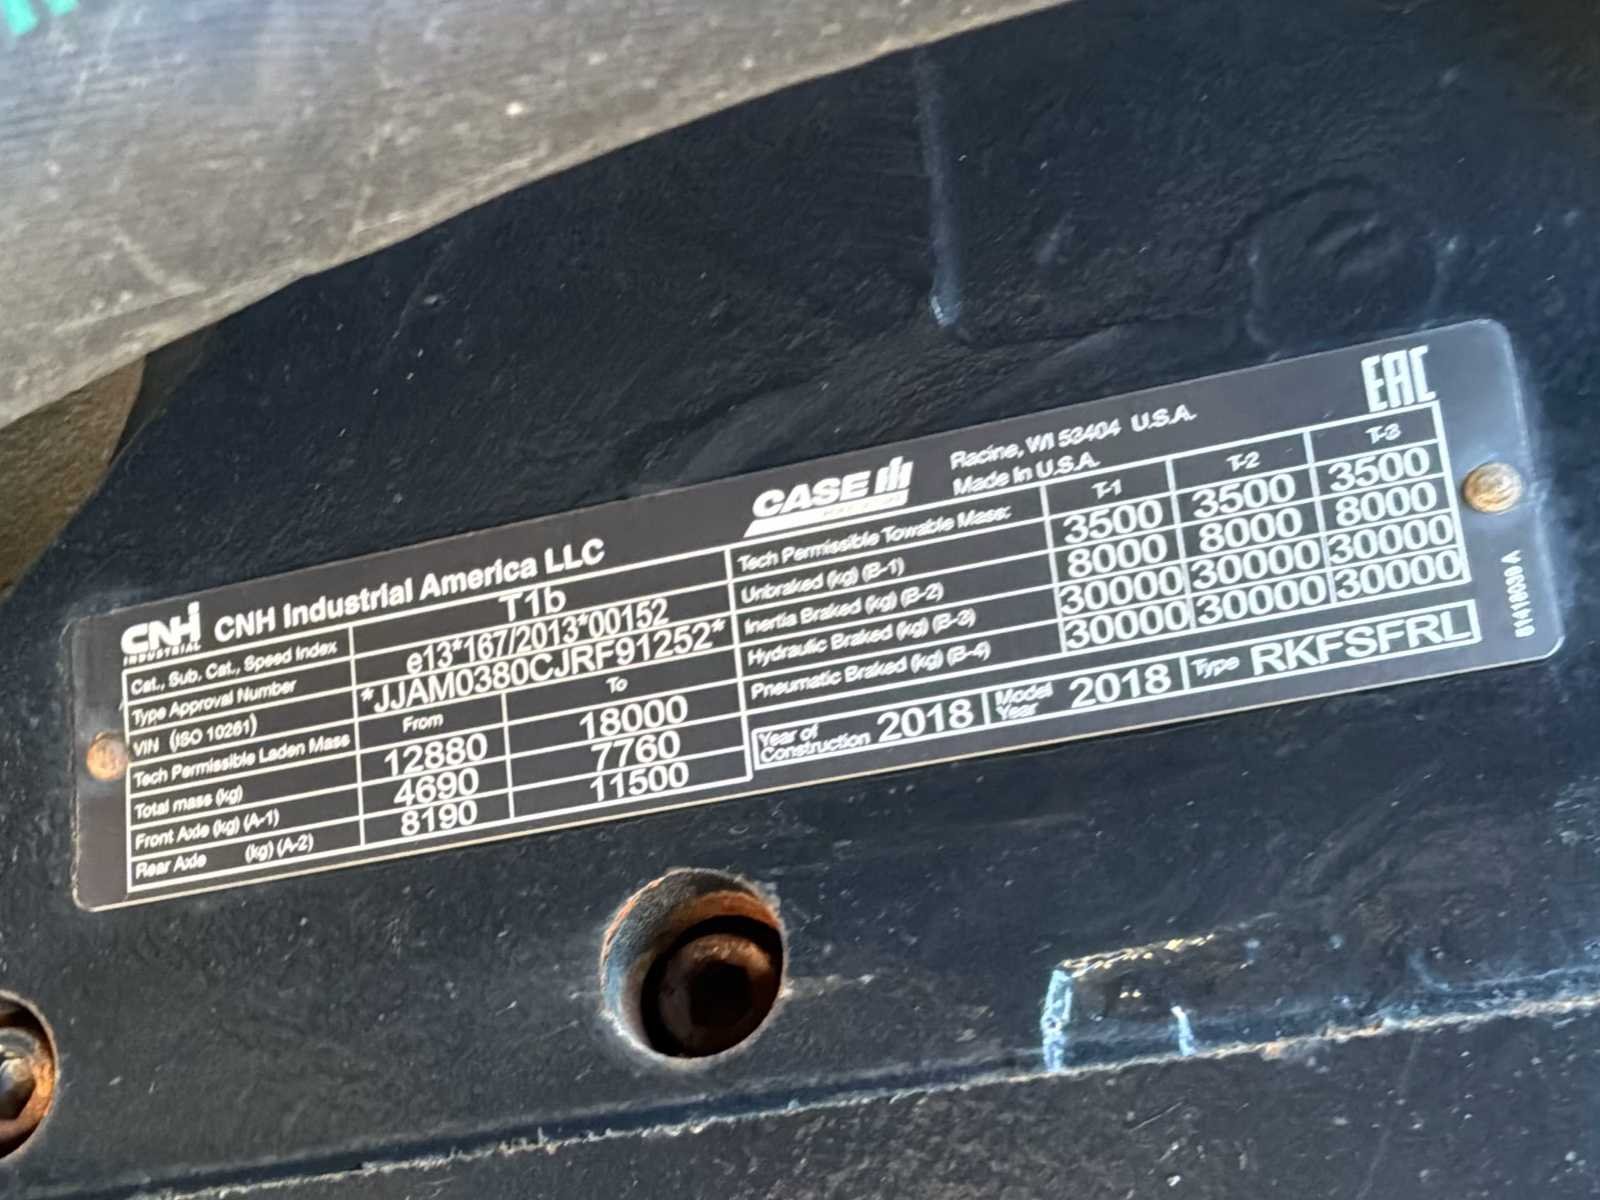 CNH INDUSTRIAL
CNH Industrial America LLC
CASE IH
Racine, WI 53404 U.S.A.
Made In U.S.A.
EAC
Cat., Sub. Cat., Speed Index T1b
Type Approval Number e13*167/2013*00152
VIN (ISO 10261) *JJAM0380CJRF91252*
Tech Permissible Laden Mass From To
Total mass (kg) 12880 18000
Front Axle (kg) (A-1) 4690 7760
Rear Axle (kg) (A-2) 8190 11500
Tech Permissible Towable Mass: T-1 T-2 T-3
Unbraked (kg) (B-1) 3500 3500 3500
Inertia Braked (kg) (B-2) 8000 8000 8000
Hydraulic Braked (kg) (B-3) 30000 30000 30000
Pneumatic Braked (kg) (B-4) 30000 30000 30000
Year of Construction 2018 Model Year 2018 Type RKFSFRL